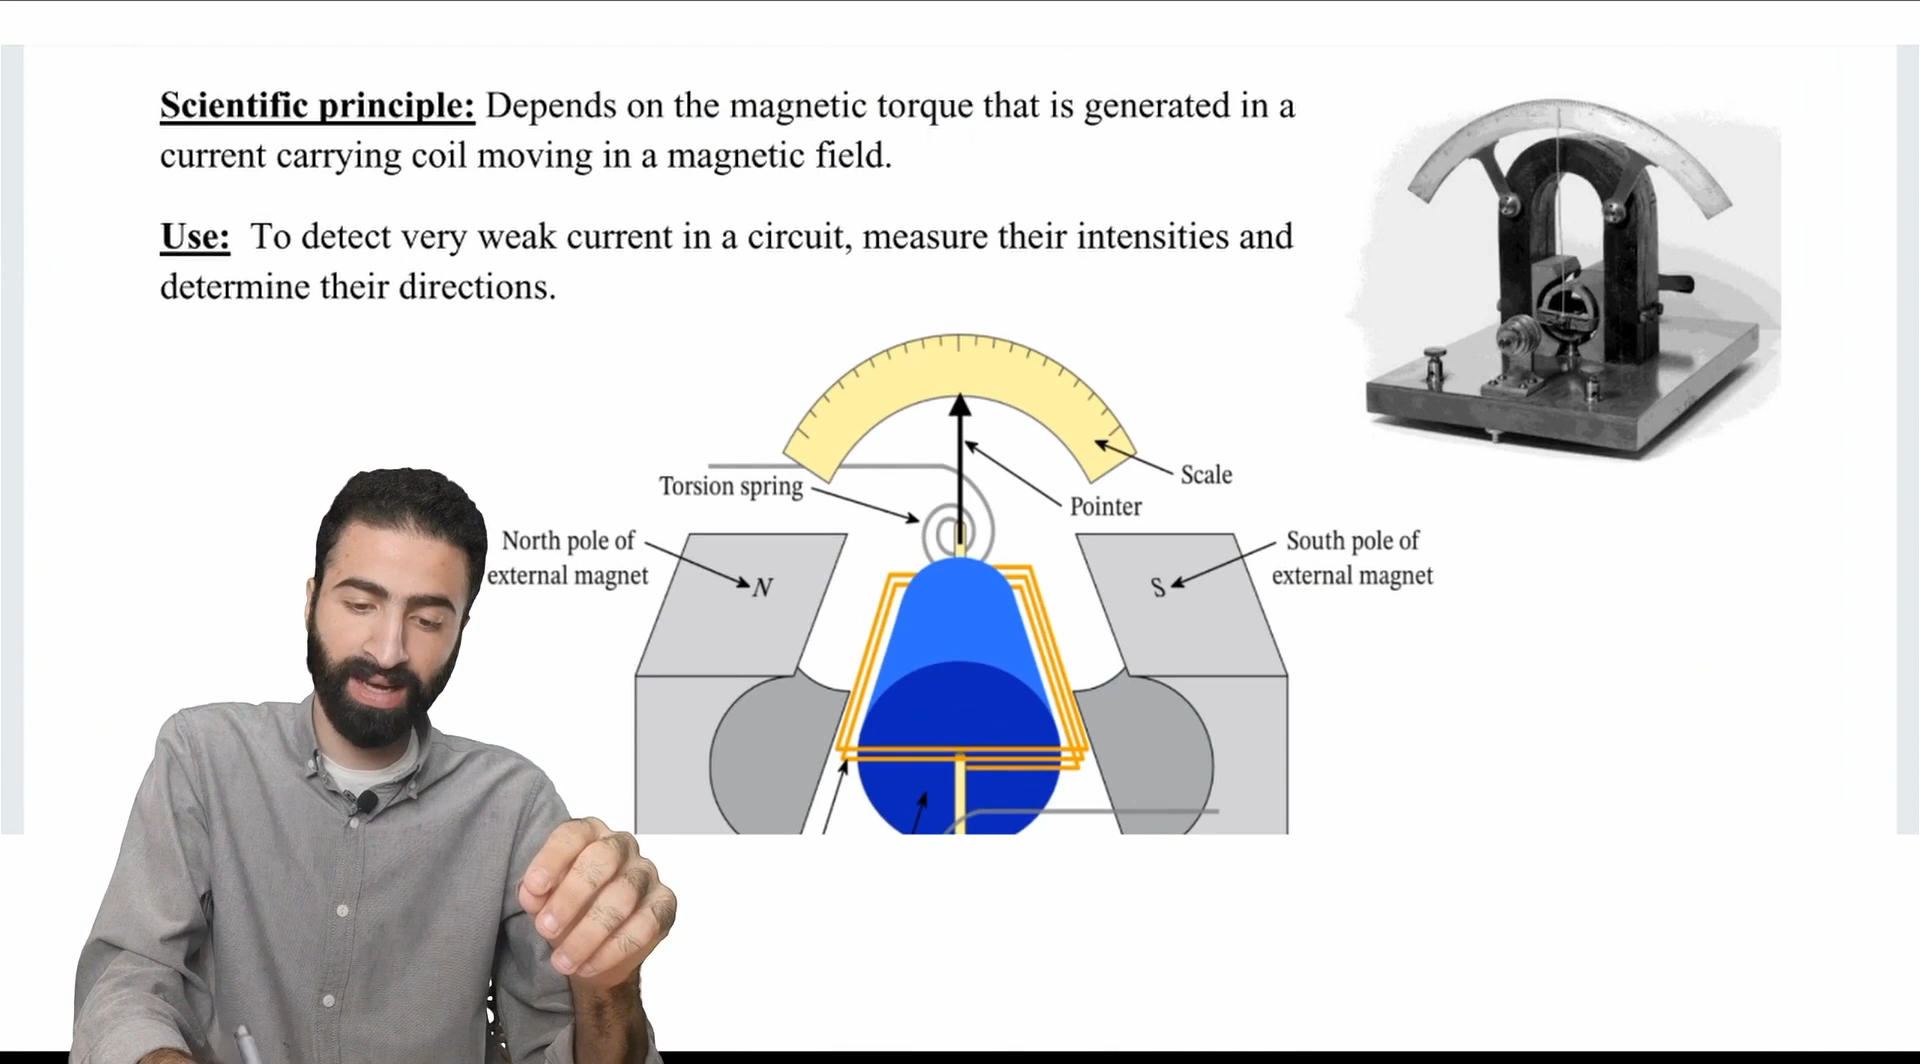 Scientific principle: Depends on the magnetic torque that is generated in a
current carrying coil moving in a magnetic field.
Use: To detect very weak current in a circuit, measure their intensities and
determine their directions.
Scale
Torsion spring
Pointer
North pole of
external magnet
N
S
South pole of
external magnet